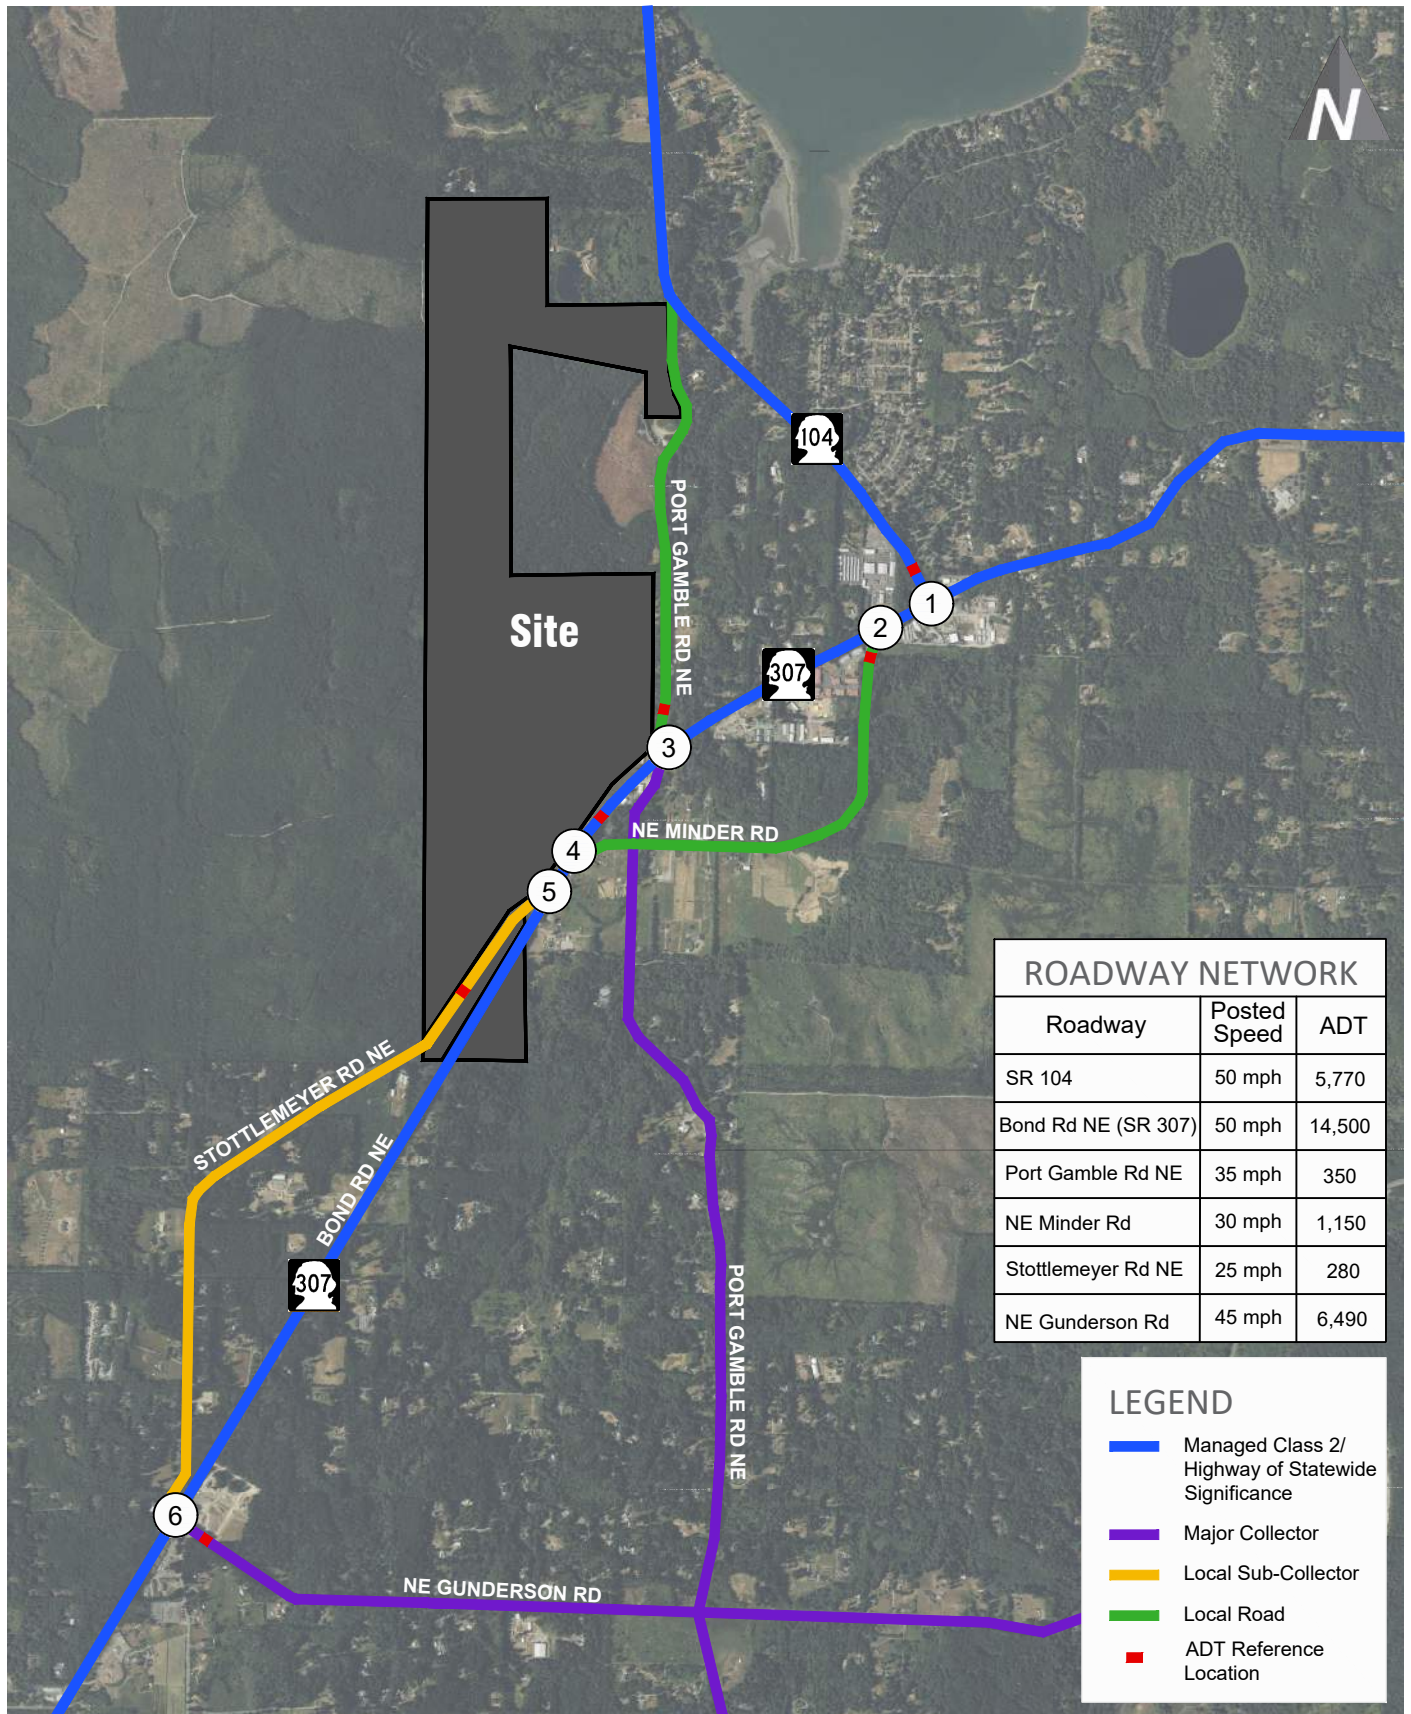 N
104
1
2
307
Site
PORT GAMBLE RD NE
3
NE MINDER RD
4
5
STOTTLEMEYER RD NE
BOND RD NE
307
PORT GAMBLE RD NE
6
NE GUNDERSON RD
ROADWAY NETWORK
Roadway Posted Speed ADT
SR 104 50 mph 5,770
Bond Rd NE (SR 307) 50 mph 14,500
Port Gamble Rd NE 35 mph 350
NE Minder Rd 30 mph 1,150
Stottlemeyer Rd NE 25 mph 280
NE Gunderson Rd 45 mph 6,490
LEGEND
Managed Class 2/
Highway of Statewide
Significance
Major Collector
Local Sub-Collector
Local Road
ADT Reference
Location